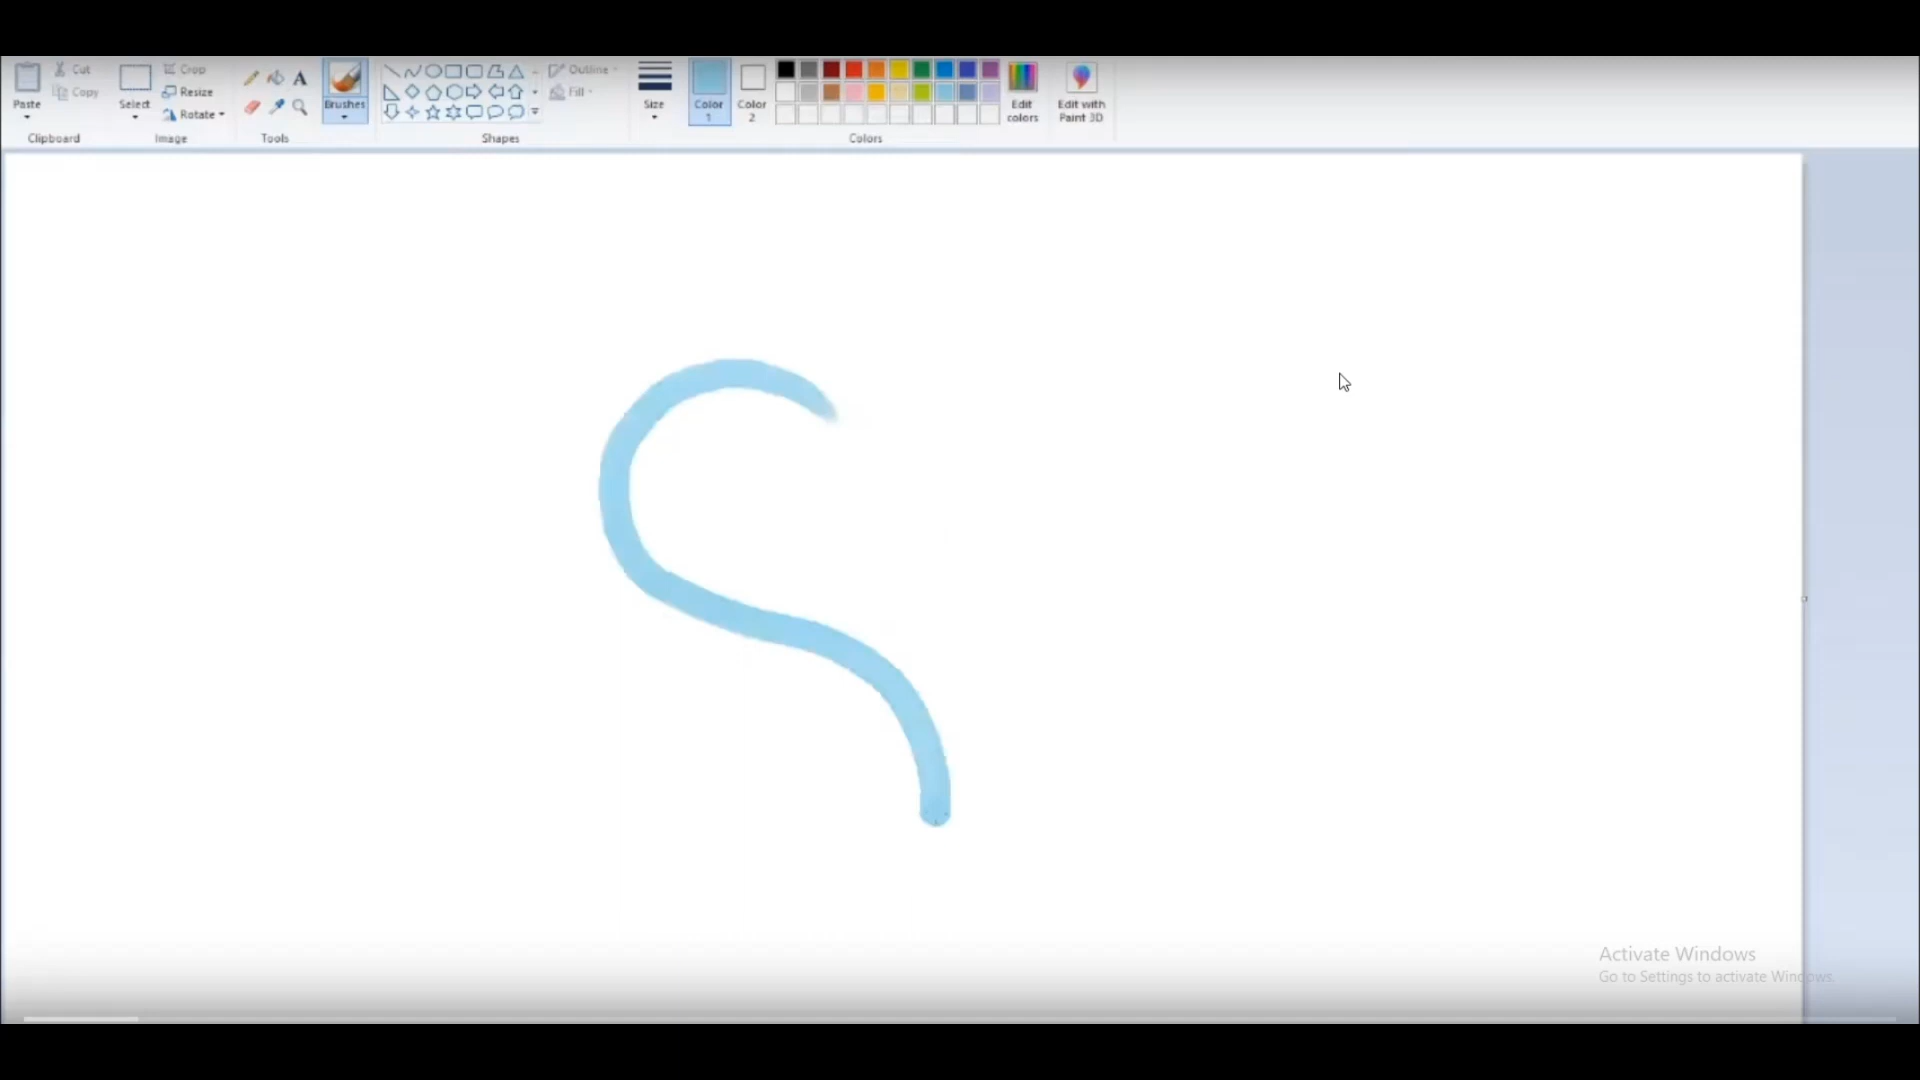 Cut
Crop
Outline
Copy
Resize
Fill
Paste
Select
Rotate
A
Brushes
Size
Color
1
Color
2
Edit
colors
Edit with
Paint 3D
Clipboard
Image
Tools
Shapes
Colors
Activate Windows
Go to Settings to activate Windows.